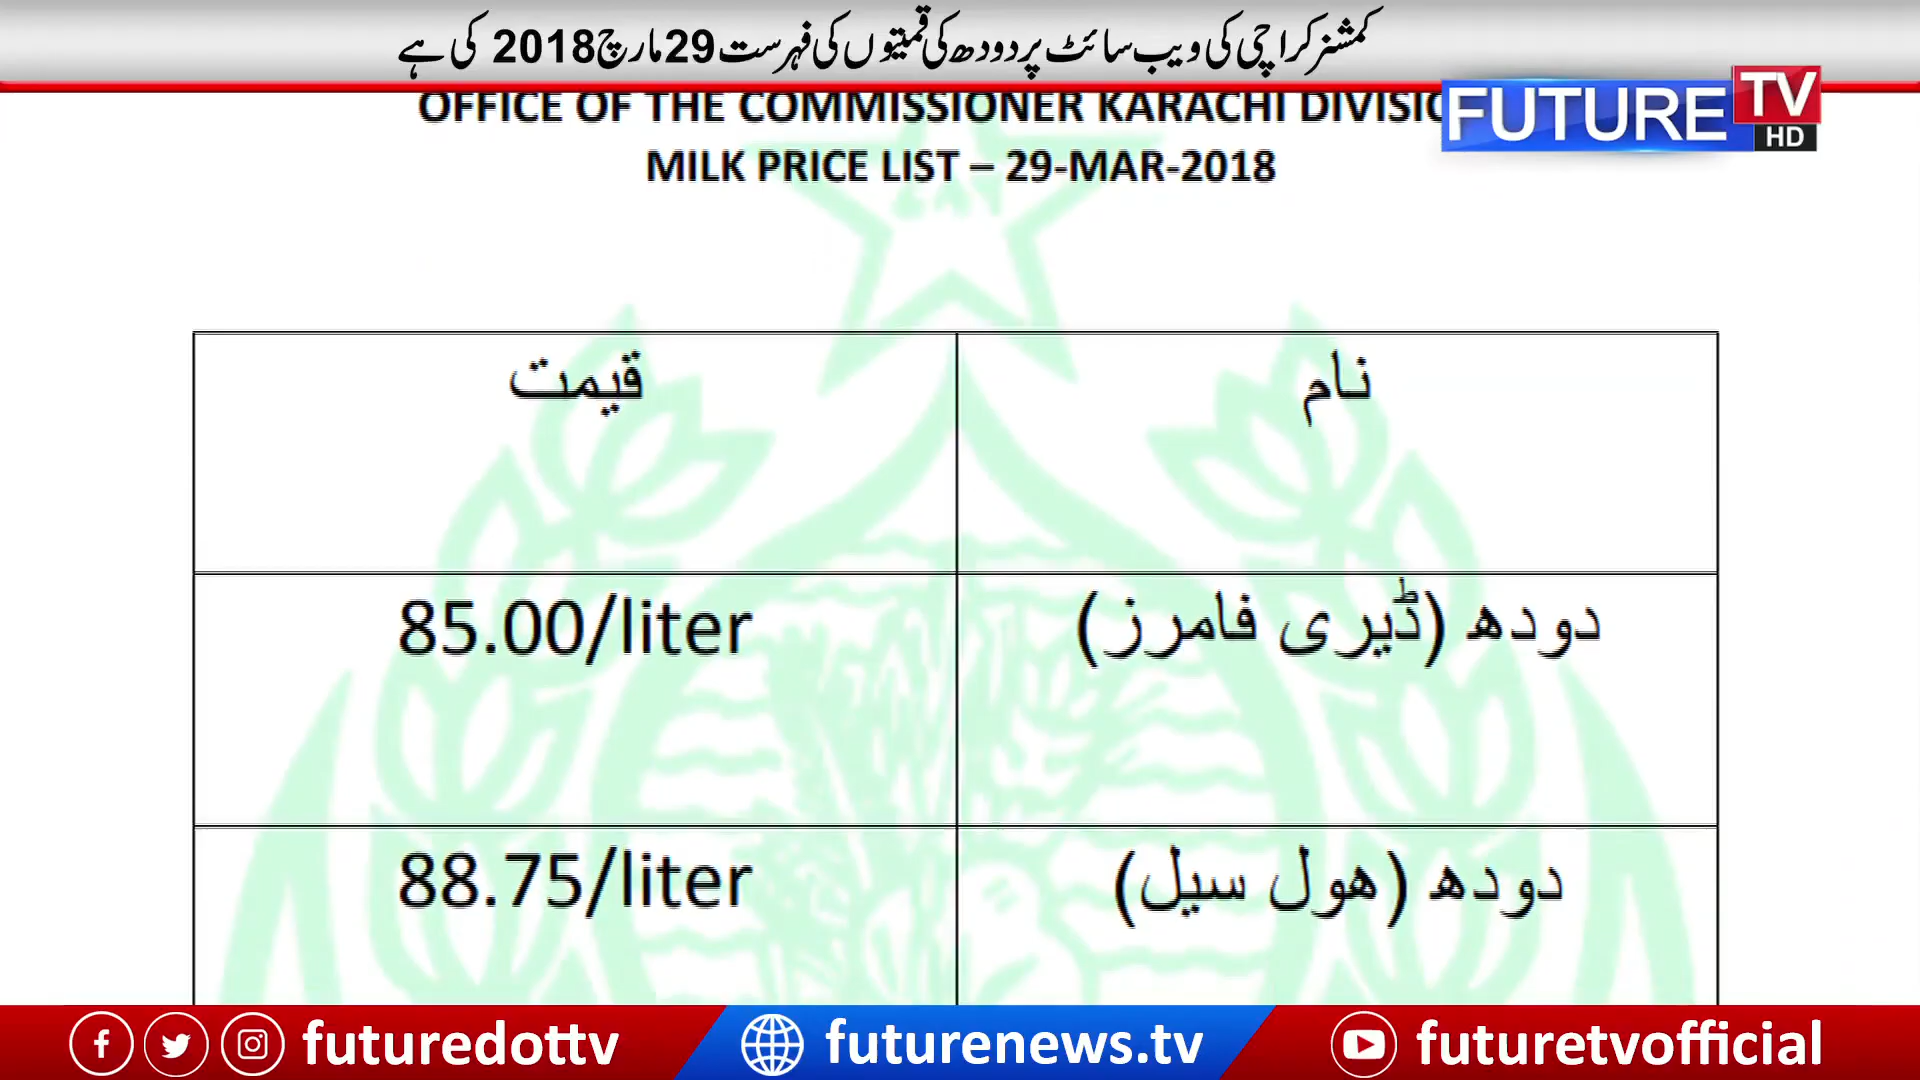 کمشنر کراچی کی ویب سائٹ پر دودھ کی قیمتوں کی فہرست 29 مارچ 2018 کی ہے
FUTURE TV HD
OFFICE OF THE COMMISSIONER KARACHI DIVISIO
MILK PRICE LIST – 29-MAR-2018
نام قیمت
دودھ (ڈیری فامرز) 85.00/liter
دودھ (ھول سیل) 88.75/liter
futuredottv futurenews.tv futuretvofficial